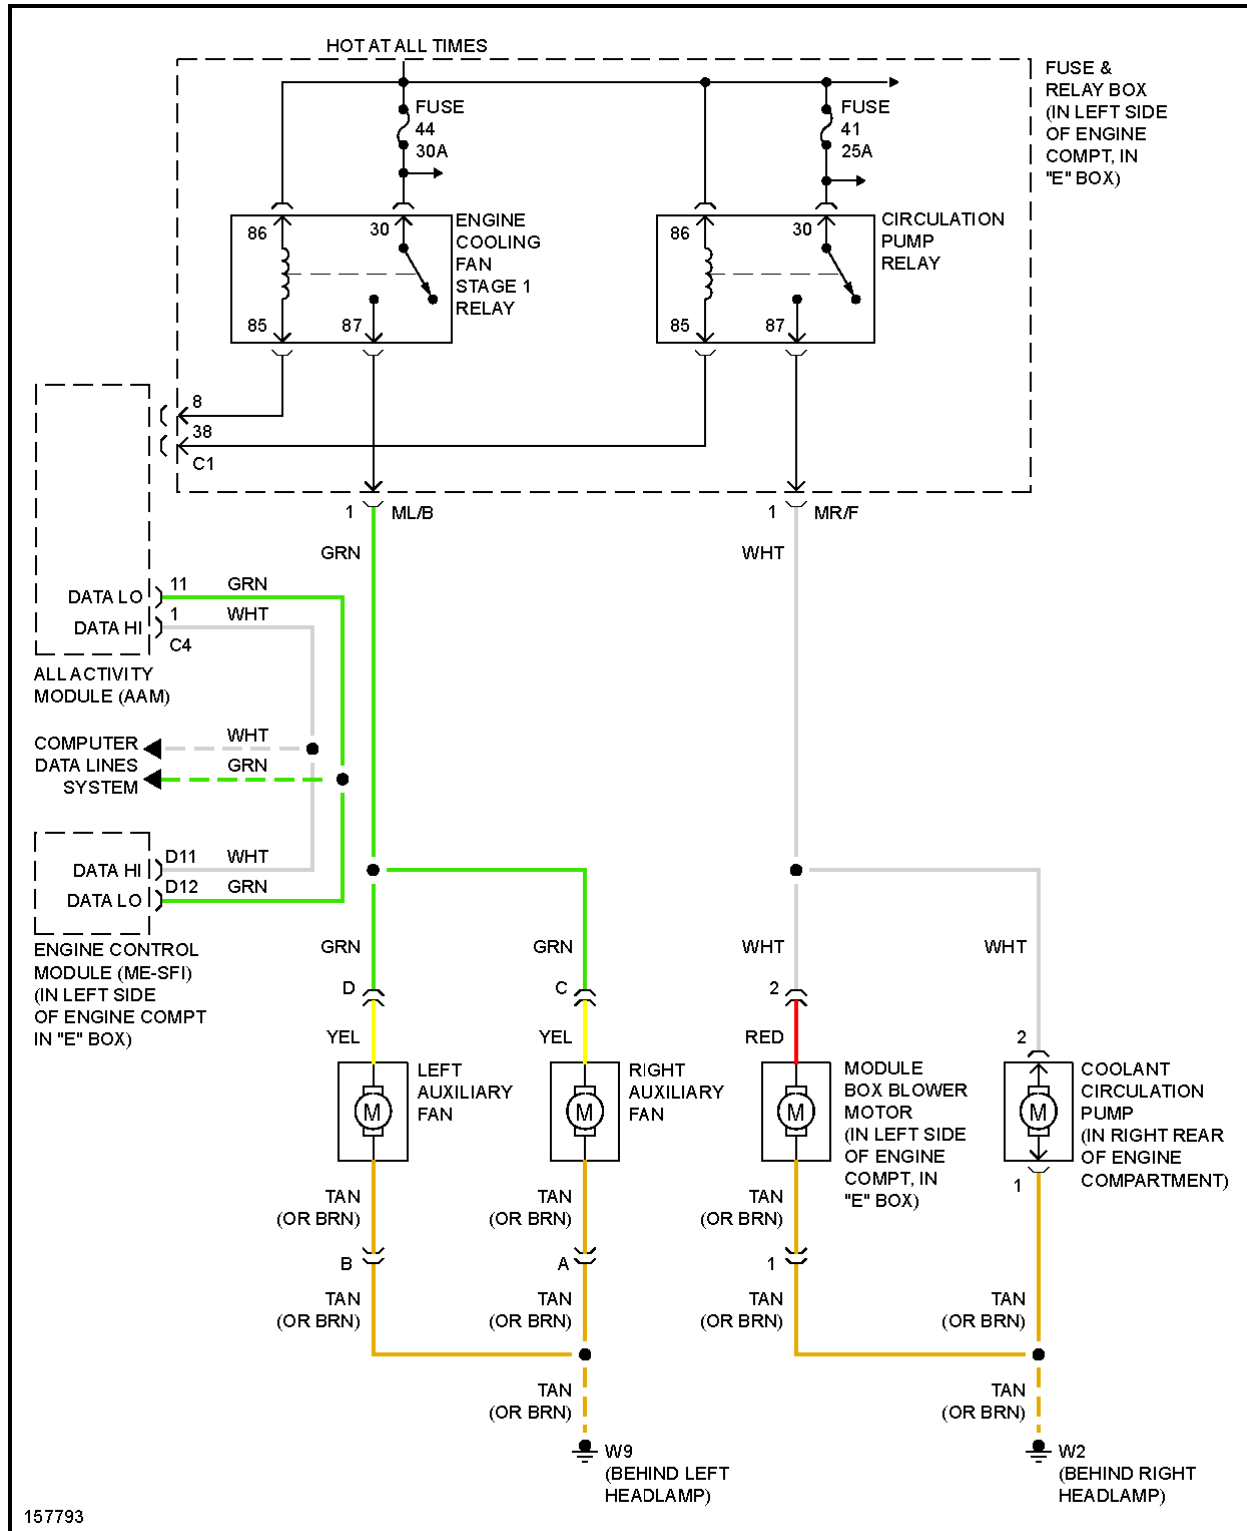 HOT AT ALL TIMES
FUSE &
RELAY BOX
(IN LEFT SIDE
OF ENGINE
COMPT, IN
"E" BOX)
FUSE
44
30A
FUSE
41
25A
86
30
85
87
ENGINE
COOLING
FAN
STAGE 1
RELAY
86
30
85
87
CIRCULATION
PUMP
RELAY
8
38
C1
1
ML/B
1
MR/F
GRN
WHT
DATA LO
11
GRN
DATA HI
1
WHT
C4
ALL ACTIVITY
MODULE (AAM)
COMPUTER
DATA LINES
SYSTEM
WHT
GRN
DATA HI
D11
WHT
DATA LO
D12
GRN
ENGINE CONTROL
MODULE (ME-SFI)
(IN LEFT SIDE
OF ENGINE COMPT
IN "E" BOX)
GRN
GRN
WHT
WHT
D
C
2
YEL
YEL
RED
2
LEFT
AUXILIARY
FAN
RIGHT
AUXILIARY
FAN
MODULE
BOX BLOWER
MOTOR
(IN LEFT SIDE
OF ENGINE
COMPT, IN
"E" BOX)
COOLANT
CIRCULATION
PUMP
(IN RIGHT REAR
OF ENGINE
COMPARTMENT)
M
M
M
M
1
TAN
(OR BRN)
TAN
(OR BRN)
TAN
(OR BRN)
B
A
1
TAN
(OR BRN)
TAN
(OR BRN)
TAN
(OR BRN)
TAN
(OR BRN)
TAN
(OR BRN)
TAN
(OR BRN)
W9
(BEHIND LEFT
HEADLAMP)
W2
(BEHIND RIGHT
HEADLAMP)
157793